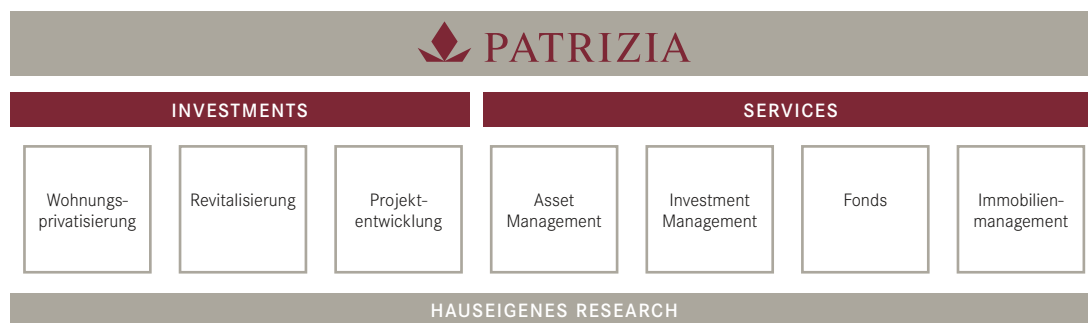 PATRIZIA
INVESTMENTS
SERVICES
Wohnungs-
privatisierung
Revitalisierung
Projekt-
entwicklung
Asset
Management
Investment
Management
Fonds
Immobilien-
management
HAUSEIGENES RESEARCH